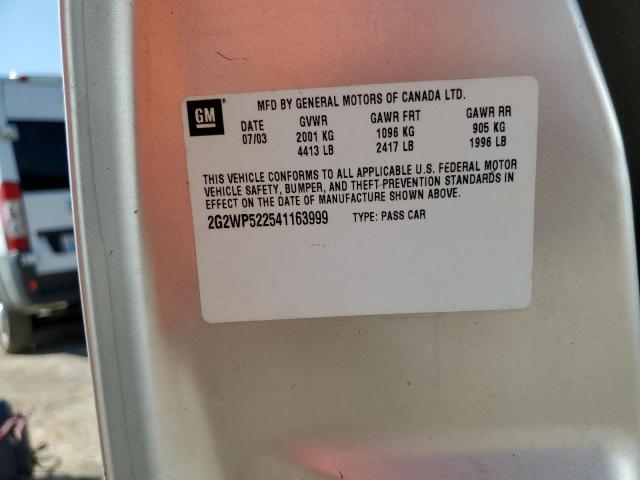 GM
MFD BY GENERAL MOTORS OF CANADA LTD.
DATE GVWR GAWR FRT GAWR RR
07/03 2001 KG 1096 KG 905 KG
4413 LB 2417 LB 1996 LB
THIS VEHICLE CONFORMS TO ALL APPLICABLE U.S. FEDERAL MOTOR
VEHICLE SAFETY, BUMPER, AND THEFT PREVENTION STANDARDS IN
EFFECT ON THE DATE OF MANUFACTURE SHOWN ABOVE.
2G2WP522541163999 TYPE: PASS CAR